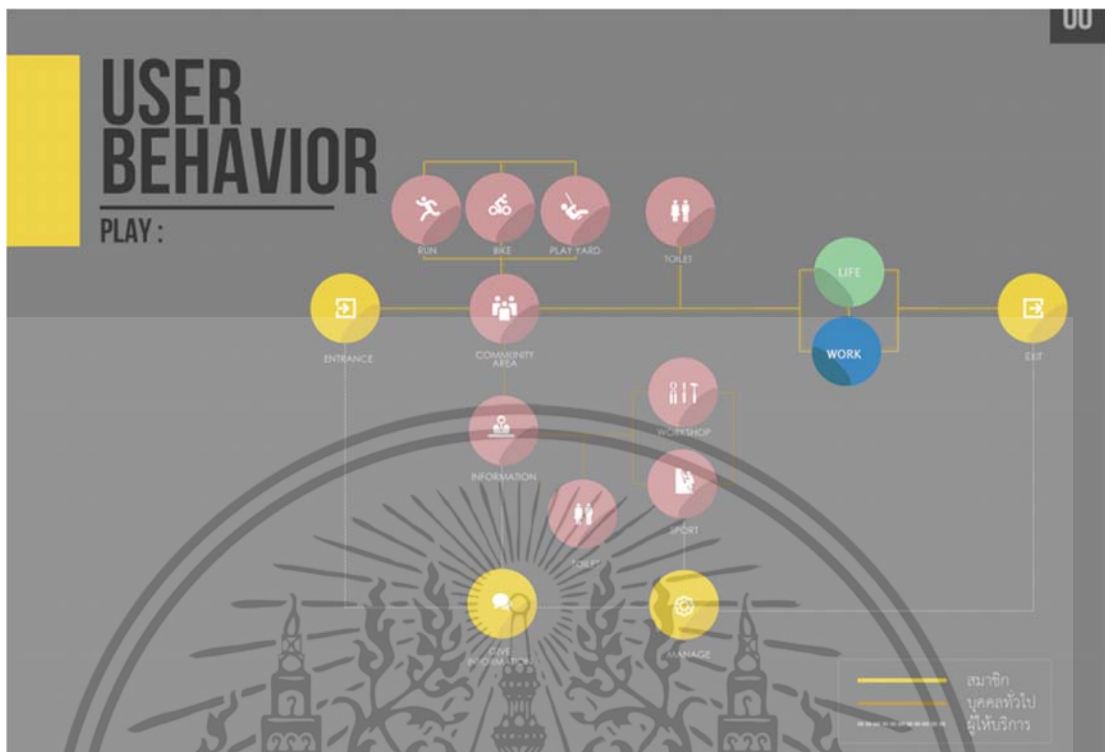 00
USER
BEHAVIOR
PLAY :
RUN
BIKE
PLAY YARD
TOILET
LIFE
WORK
ENTRANCE
COMMUNITY
AREA
EXIT
WORKSHOP
INFORMATION
SPORT
TOILET
GIVE
INFORMATION
MANAGE
สมาชิก
บุคคลทั่วไป
ผู้ให้บริการ